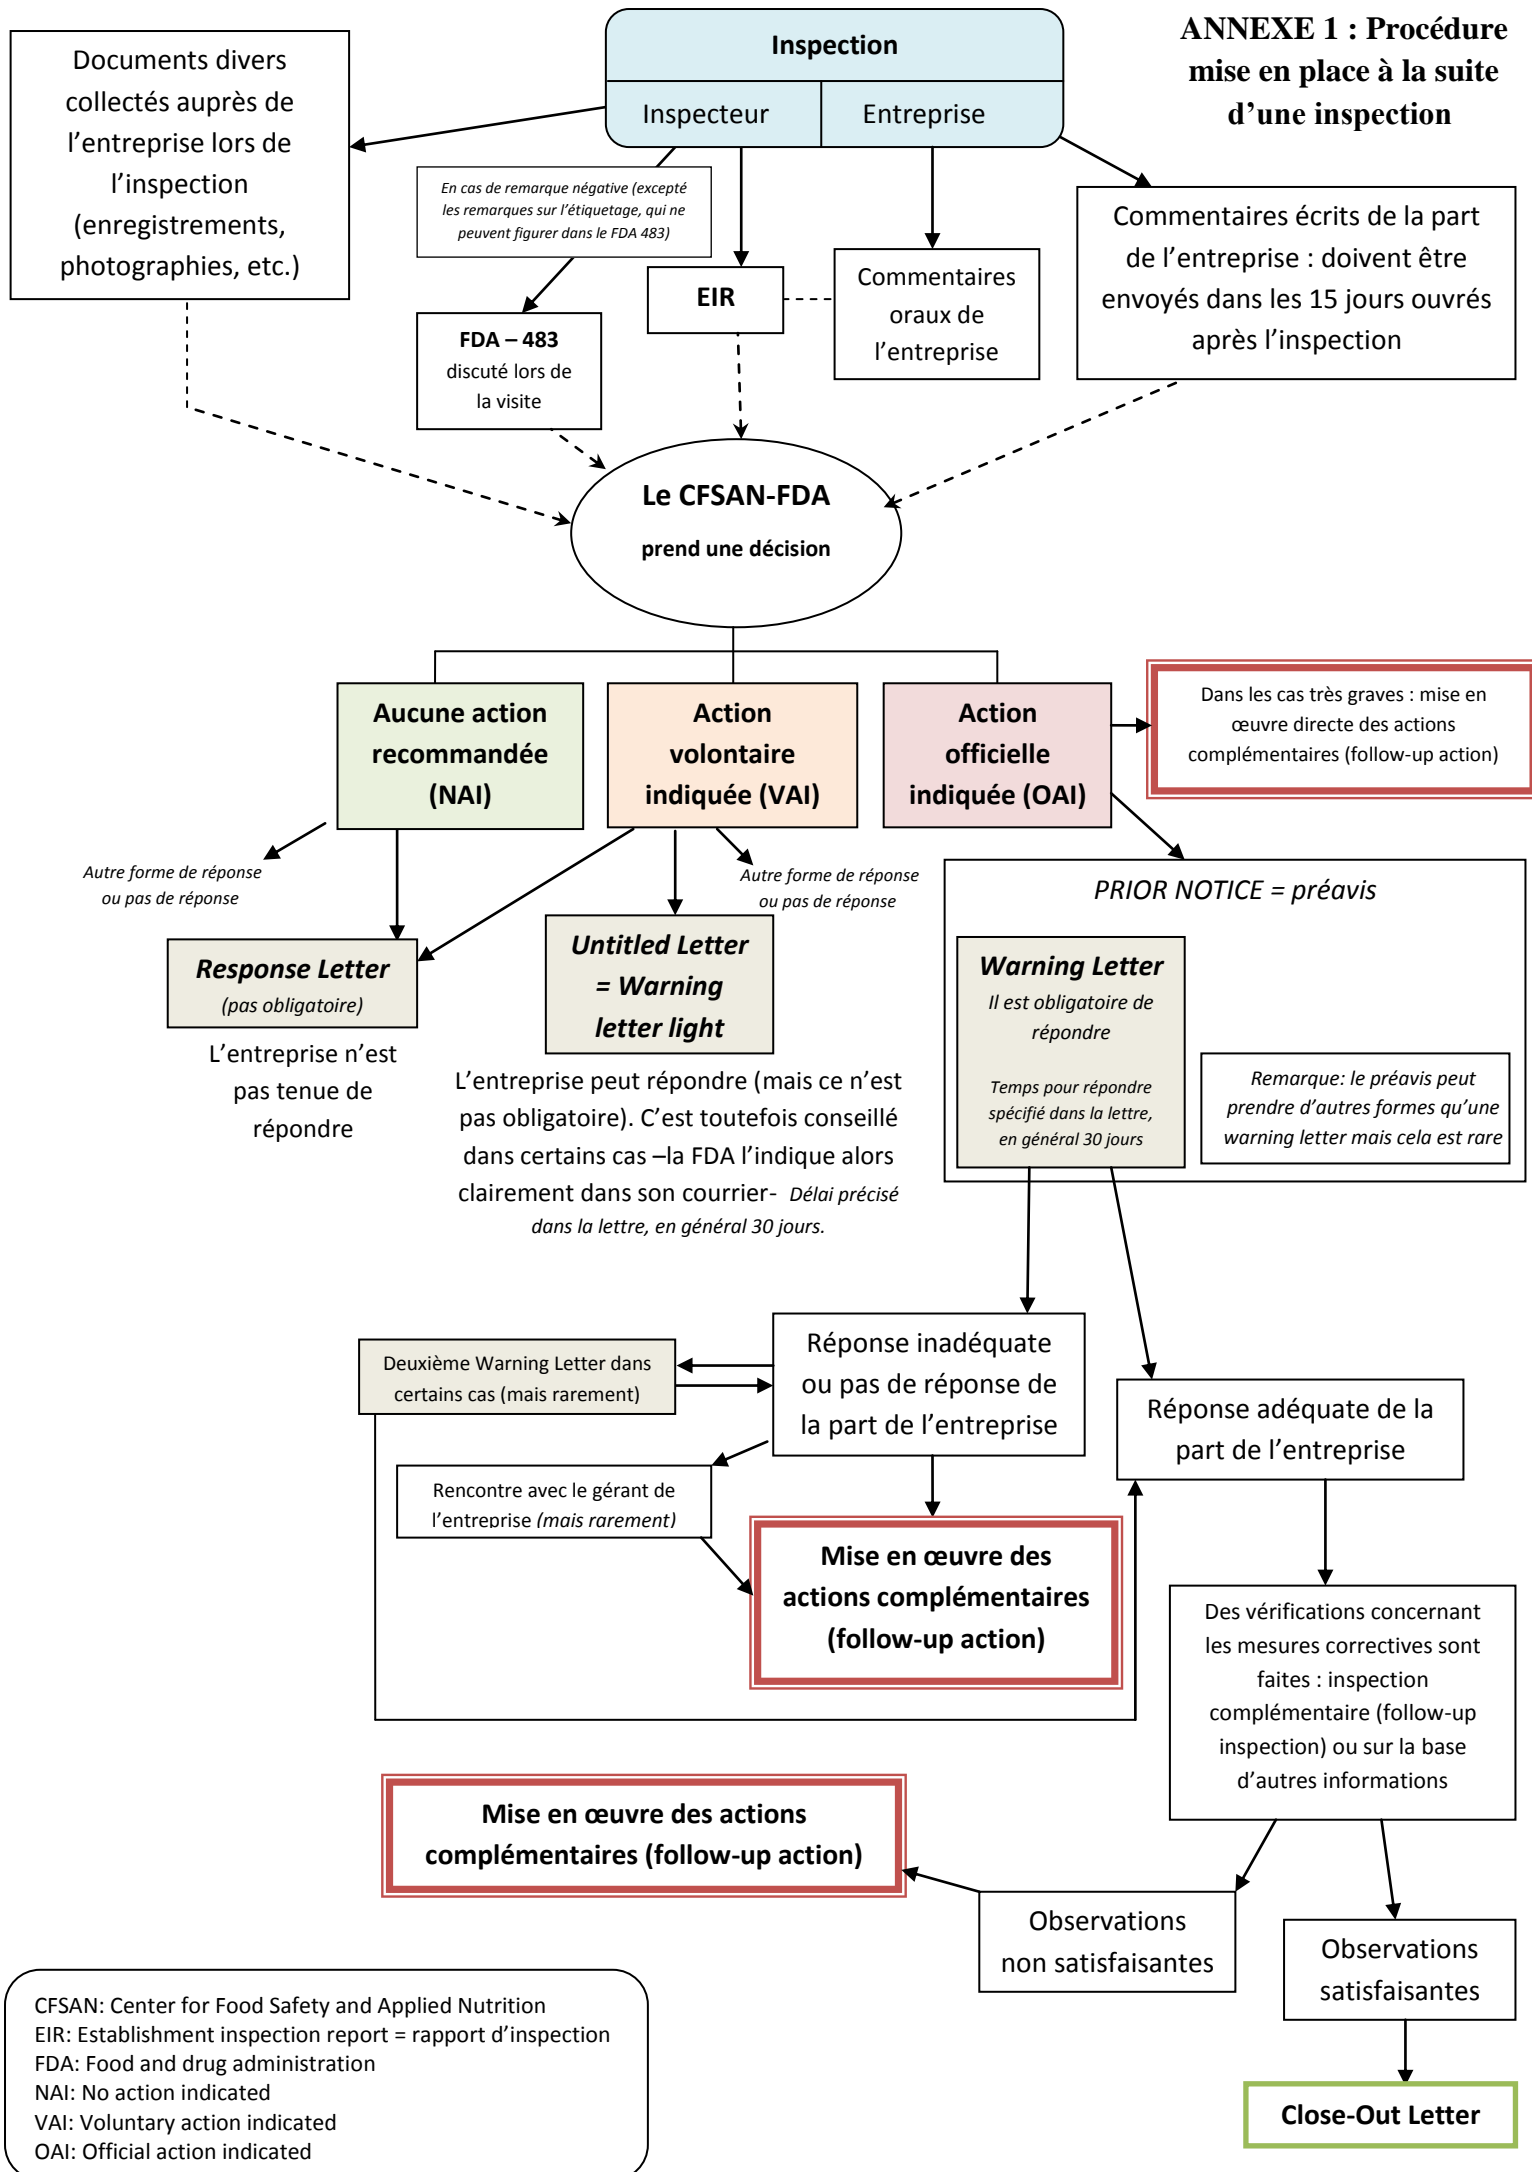 ANNEXE 1 : Procédure
mise en place à la suite
d’une inspection
Inspection
Inspecteur
Entreprise
Documents divers
collectés auprès de
l’entreprise lors de
l’inspection
(enregistrements,
photographies, etc.)
En cas de remarque négative (excepté
les remarques sur l’étiquetage, qui ne
peuvent figurer dans le FDA 483)
FDA – 483
discuté lors de
la visite
EIR
Commentaires
oraux de
l’entreprise
Commentaires écrits de la part
de l’entreprise : doivent être
envoyés dans les 15 jours ouvrés
après l’inspection
Le CFSAN-FDA
prend une décision
Aucune action
recommandée
(NAI)
Action
volontaire
indiquée (VAI)
Action
officielle
indiquée (OAI)
Dans les cas très graves : mise en
œuvre directe des actions
complémentaires (follow-up action)
Autre forme de réponse
ou pas de réponse
Autre forme de réponse
ou pas de réponse
Response Letter
(pas obligatoire)
L’entreprise n’est
pas tenue de
répondre
Untitled Letter
= Warning
letter light
L’entreprise peut répondre (mais ce n’est
pas obligatoire). C’est toutefois conseillé
dans certains cas –la FDA l’indique alors
clairement dans son courrier- Délai précisé
dans la lettre, en général 30 jours.
PRIOR NOTICE = préavis
Warning Letter
Il est obligatoire de
répondre
Temps pour répondre
spécifié dans la lettre,
en général 30 jours
Remarque: le préavis peut
prendre d’autres formes qu’une
warning letter mais cela est rare
Deuxième Warning Letter dans
certains cas (mais rarement)
Réponse inadéquate
ou pas de réponse de
la part de l’entreprise
Réponse adéquate de la
part de l’entreprise
Rencontre avec le gérant de
l’entreprise (mais rarement)
Mise en œuvre des
actions complémentaires
(follow-up action)
Des vérifications concernant
les mesures correctives sont
faites : inspection
complémentaire (follow-up
inspection) ou sur la base
d’autres informations
Mise en œuvre des actions
complémentaires (follow-up action)
Observations
non satisfaisantes
Observations
satisfaisantes
Close-Out Letter
CFSAN: Center for Food Safety and Applied Nutrition
EIR: Establishment inspection report = rapport d’inspection
FDA: Food and drug administration
NAI: No action indicated
VAI: Voluntary action indicated
OAI: Official action indicated